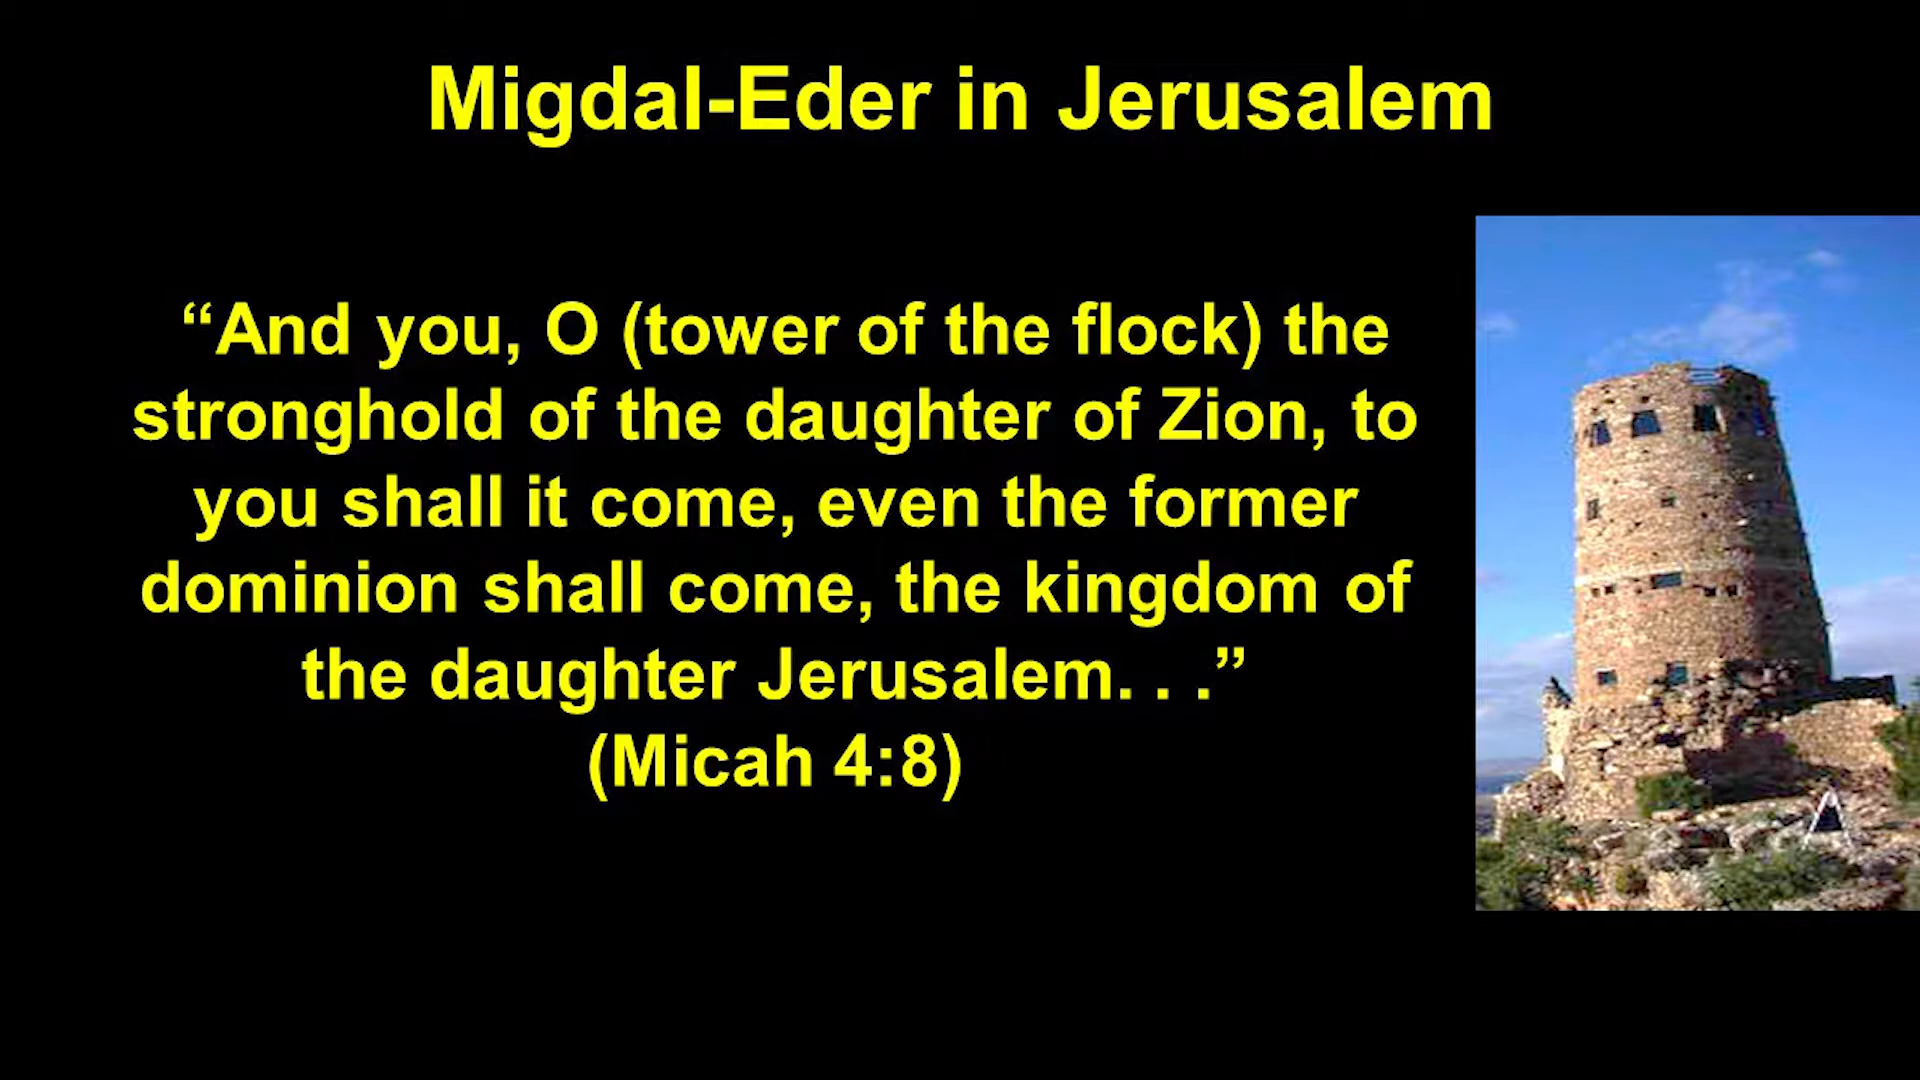 Migdal-Eder in Jerusalem
“And you, O (tower of the flock) the
stronghold of the daughter of Zion, to
you shall it come, even the former
dominion shall come, the kingdom of
the daughter Jerusalem. . .”
(Micah 4:8)